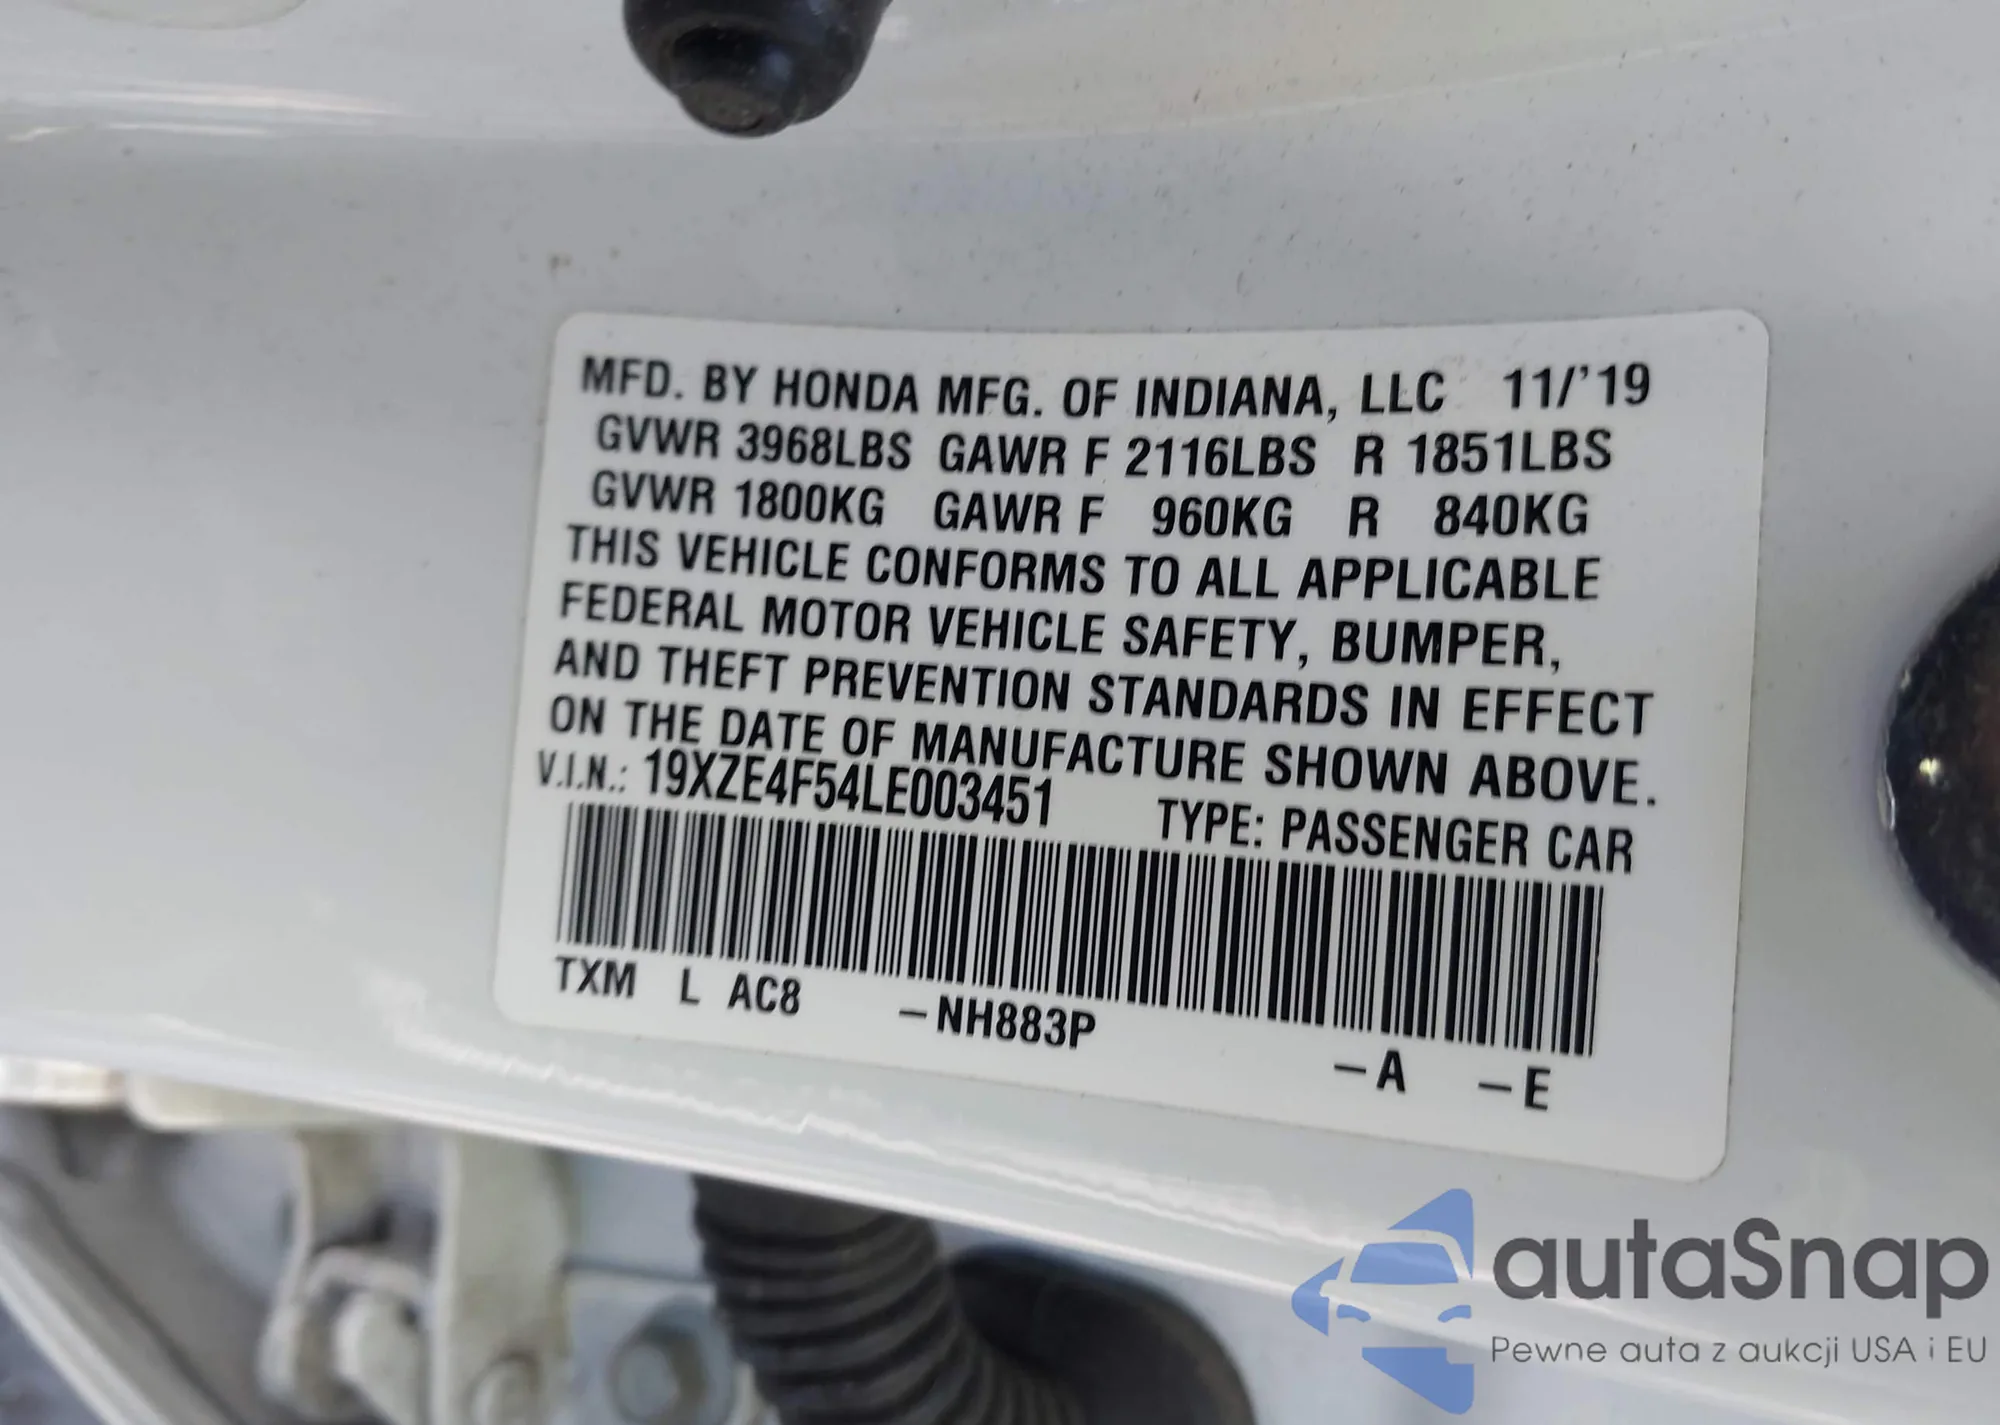 MFD. BY HONDA MFG. OF INDIANA, LLC 11/'19
GVWR 3968LBS GAWR F 2116LBS R 1851LBS
GVWR 1800KG GAWR F 960KG R 840KG
THIS VEHICLE CONFORMS TO ALL APPLICABLE
FEDERAL MOTOR VEHICLE SAFETY, BUMPER,
AND THEFT PREVENTION STANDARDS IN EFFECT
ON THE DATE OF MANUFACTURE SHOWN ABOVE.
V.I.N.: 19XZE4F54LE003451 TYPE: PASSENGER CAR
TXM L AC8 –NH883P –A –E
autaSnap
Pewne auta z aukcji USA i EU